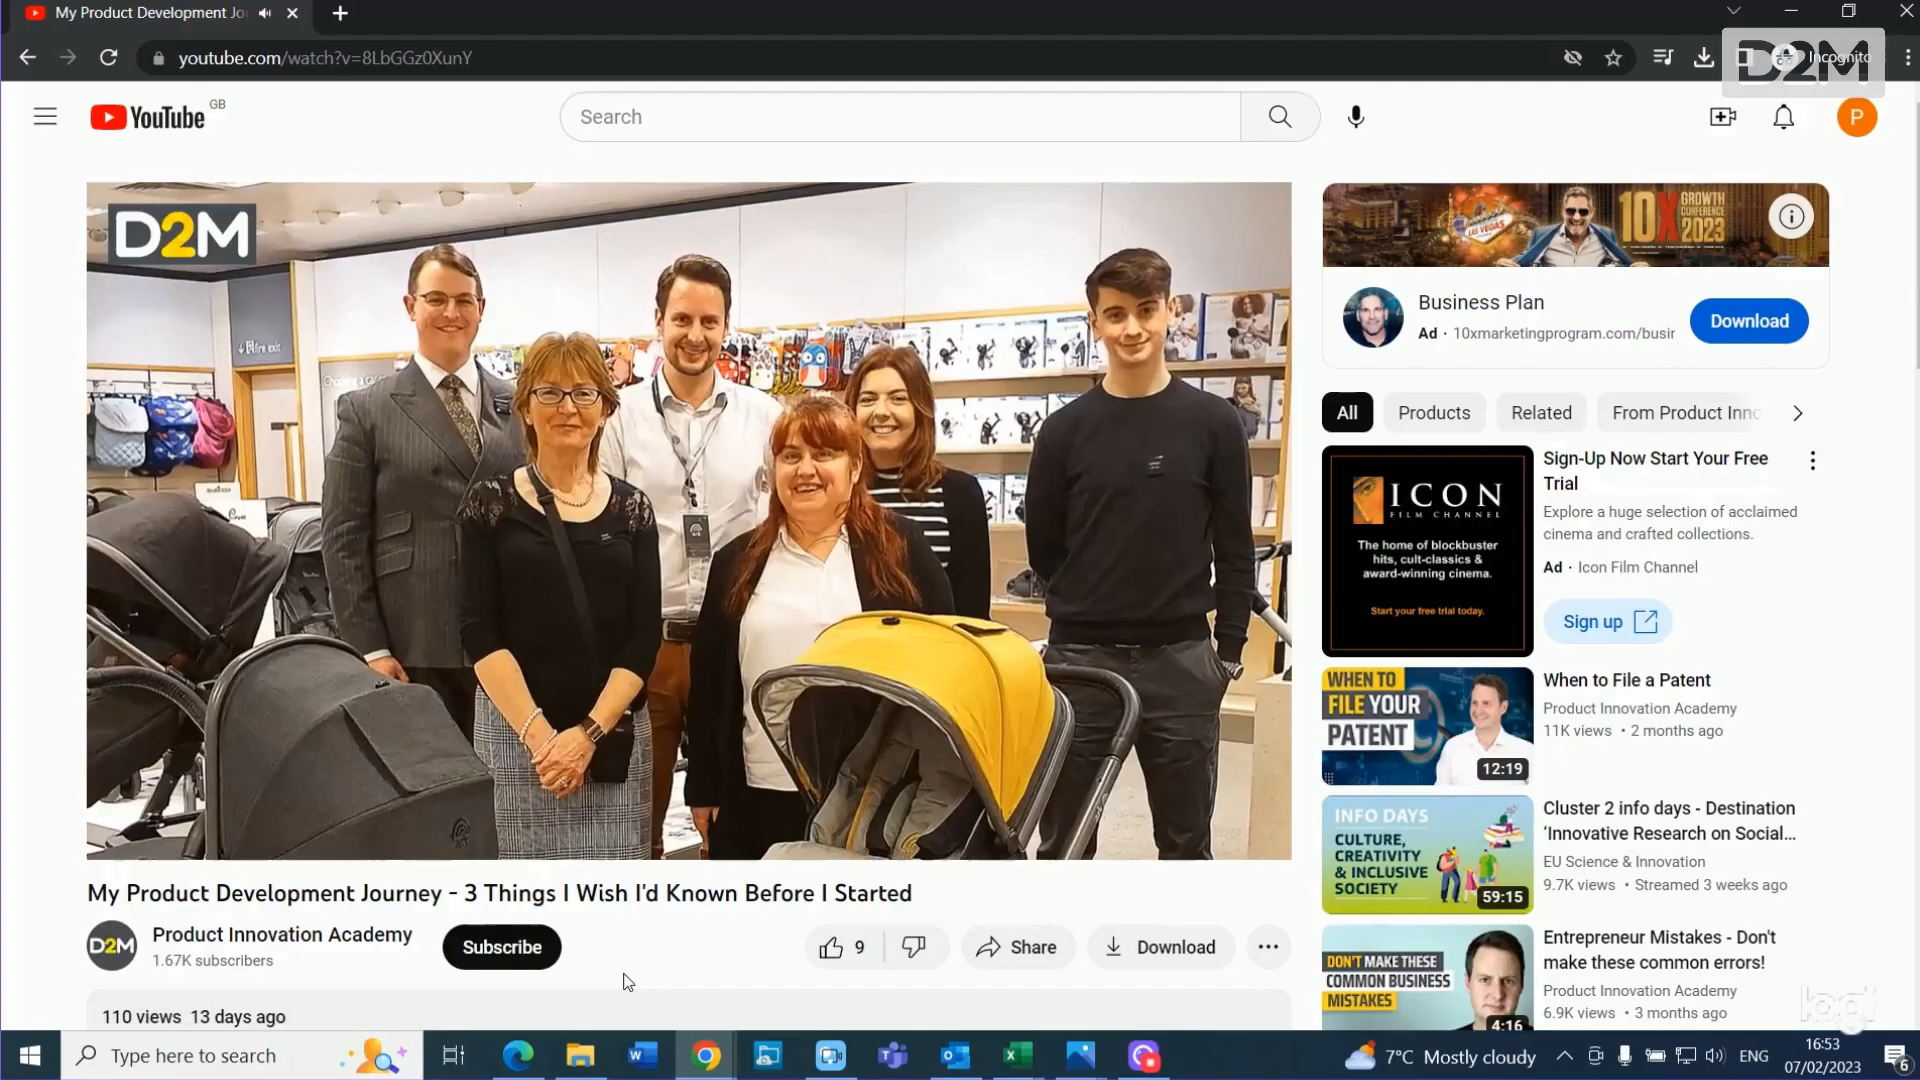 My Product Development Jo
youtube.com/watch?v=8LbGGz0XunY
Incognito
D2M
YouTube
GB
Search
P
D2M
fire exit
10X GROWTH
CONFERENCE
2023
LAS VEGAS
Business Plan
Ad · 10xmarketingprogram.com/busir
Download
All
Products
Related
From Product Inno
ICON
FILM CHANNEL
The home of blockbuster
hits, cult-classics &
award-winning cinema.
Start your free trial today.
Sign-Up Now Start Your Free
Trial
Explore a huge selection of acclaimed
cinema and crafted collections.
Ad · Icon Film Channel
Sign up
WHEN TO
FILE YOUR
PATENT
12:19
When to File a Patent
Product Innovation Academy
11K views • 2 months ago
INFO DAYS
CULTURE,
CREATIVITY
& INCLUSIVE
SOCIETY
59:15
Cluster 2 info days - Destination
‘Innovative Research on Social...
EU Science & Innovation
9.7K views • Streamed 3 weeks ago
DON'T MAKE THESE
COMMON BUSINESS
MISTAKES
4:16
Entrepreneur Mistakes - Don't
make these common errors!
Product Innovation Academy
6.9K views • 3 months ago
My Product Development Journey - 3 Things I Wish I'd Known Before I Started
D2M
Product Innovation Academy
1.67K subscribers
Subscribe
9
Share
Download
110 views 13 days ago
logi
Type here to search
7°C Mostly cloudy
ENG
16:53
07/02/2023
6